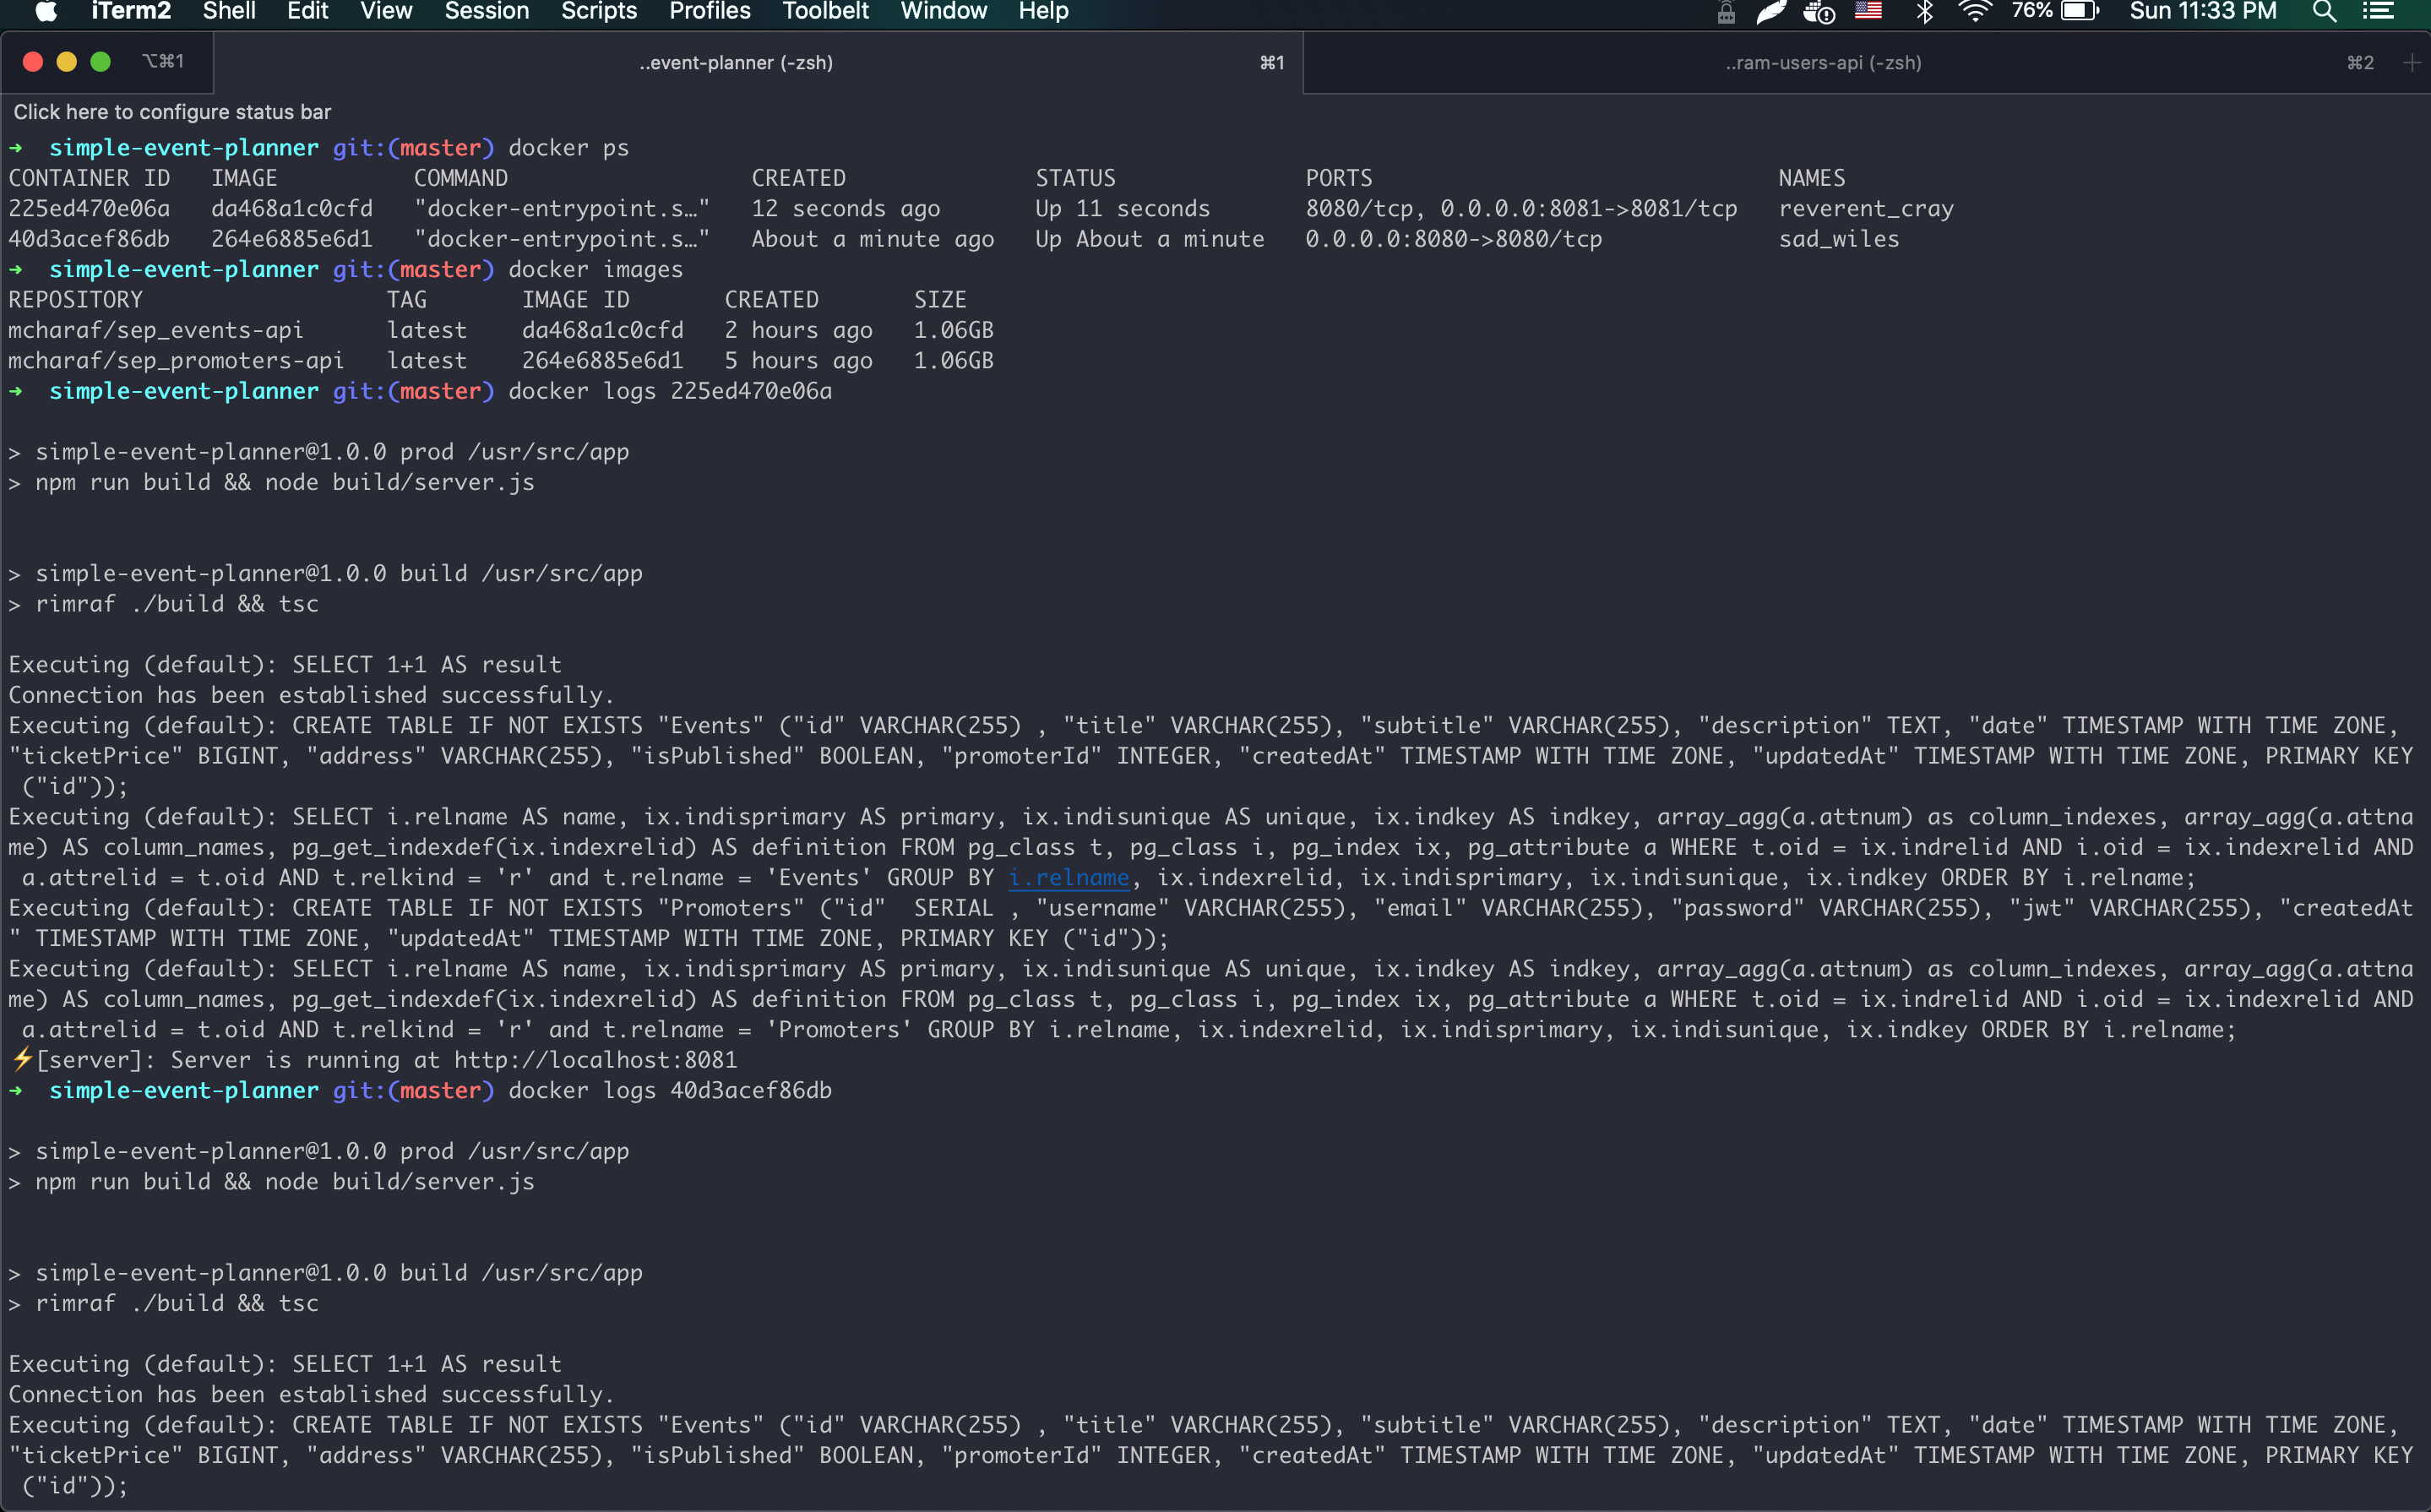 iTerm2 Shell Edit View Session Scripts Profiles Toolbelt Window Help 76% Sun 11:33 PM
⌥⌘1 ..event-planner (-zsh) ⌘1 ..ram-users-api (-zsh) ⌘2 +
Click here to configure status bar
➜  simple-event-planner git:(master) docker ps
CONTAINER ID   IMAGE          COMMAND                  CREATED              STATUS              PORTS                              NAMES
225ed470e06a   da468a1c0cfd   "docker-entrypoint.s…"   12 seconds ago       Up 11 seconds       8080/tcp, 0.0.0.0:8081->8081/tcp   reverent_cray
40d3acef86db   264e6885e6d1   "docker-entrypoint.s…"   About a minute ago   Up About a minute   0.0.0.0:8080->8080/tcp             sad_wiles
➜  simple-event-planner git:(master) docker images
REPOSITORY                  TAG       IMAGE ID       CREATED       SIZE
mcharaf/sep_events-api      latest    da468a1c0cfd   2 hours ago   1.06GB
mcharaf/sep_promoters-api   latest    264e6885e6d1   5 hours ago   1.06GB
➜  simple-event-planner git:(master) docker logs 225ed470e06a
> simple-event-planner@1.0.0 prod /usr/src/app
> npm run build && node build/server.js
> simple-event-planner@1.0.0 build /usr/src/app
> rimraf ./build && tsc
Executing (default): SELECT 1+1 AS result
Connection has been established successfully.
Executing (default): CREATE TABLE IF NOT EXISTS "Events" ("id" VARCHAR(255) , "title" VARCHAR(255), "subtitle" VARCHAR(255), "description" TEXT, "date" TIMESTAMP WITH TIME ZONE,
"ticketPrice" BIGINT, "address" VARCHAR(255), "isPublished" BOOLEAN, "promoterId" INTEGER, "createdAt" TIMESTAMP WITH TIME ZONE, "updatedAt" TIMESTAMP WITH TIME ZONE, PRIMARY KEY
("id"));
Executing (default): SELECT i.relname AS name, ix.indisprimary AS primary, ix.indisunique AS unique, ix.indkey AS indkey, array_agg(a.attnum) as column_indexes, array_agg(a.attna
me) AS column_names, pg_get_indexdef(ix.indexrelid) AS definition FROM pg_class t, pg_class i, pg_index ix, pg_attribute a WHERE t.oid = ix.indrelid AND i.oid = ix.indexrelid AND
a.attrelid = t.oid AND t.relkind = 'r' and t.relname = 'Events' GROUP BY i.relname, ix.indexrelid, ix.indisprimary, ix.indisunique, ix.indkey ORDER BY i.relname;
Executing (default): CREATE TABLE IF NOT EXISTS "Promoters" ("id"  SERIAL , "username" VARCHAR(255), "email" VARCHAR(255), "password" VARCHAR(255), "jwt" VARCHAR(255), "createdAt
" TIMESTAMP WITH TIME ZONE, "updatedAt" TIMESTAMP WITH TIME ZONE, PRIMARY KEY ("id"));
Executing (default): SELECT i.relname AS name, ix.indisprimary AS primary, ix.indisunique AS unique, ix.indkey AS indkey, array_agg(a.attnum) as column_indexes, array_agg(a.attna
me) AS column_names, pg_get_indexdef(ix.indexrelid) AS definition FROM pg_class t, pg_class i, pg_index ix, pg_attribute a WHERE t.oid = ix.indrelid AND i.oid = ix.indexrelid AND
a.attrelid = t.oid AND t.relkind = 'r' and t.relname = 'Promoters' GROUP BY i.relname, ix.indexrelid, ix.indisprimary, ix.indisunique, ix.indkey ORDER BY i.relname;
⚡[server]: Server is running at http://localhost:8081
➜  simple-event-planner git:(master) docker logs 40d3acef86db
> simple-event-planner@1.0.0 prod /usr/src/app
> npm run build && node build/server.js
> simple-event-planner@1.0.0 build /usr/src/app
> rimraf ./build && tsc
Executing (default): SELECT 1+1 AS result
Connection has been established successfully.
Executing (default): CREATE TABLE IF NOT EXISTS "Events" ("id" VARCHAR(255) , "title" VARCHAR(255), "subtitle" VARCHAR(255), "description" TEXT, "date" TIMESTAMP WITH TIME ZONE,
"ticketPrice" BIGINT, "address" VARCHAR(255), "isPublished" BOOLEAN, "promoterId" INTEGER, "createdAt" TIMESTAMP WITH TIME ZONE, "updatedAt" TIMESTAMP WITH TIME ZONE, PRIMARY KEY
("id"));